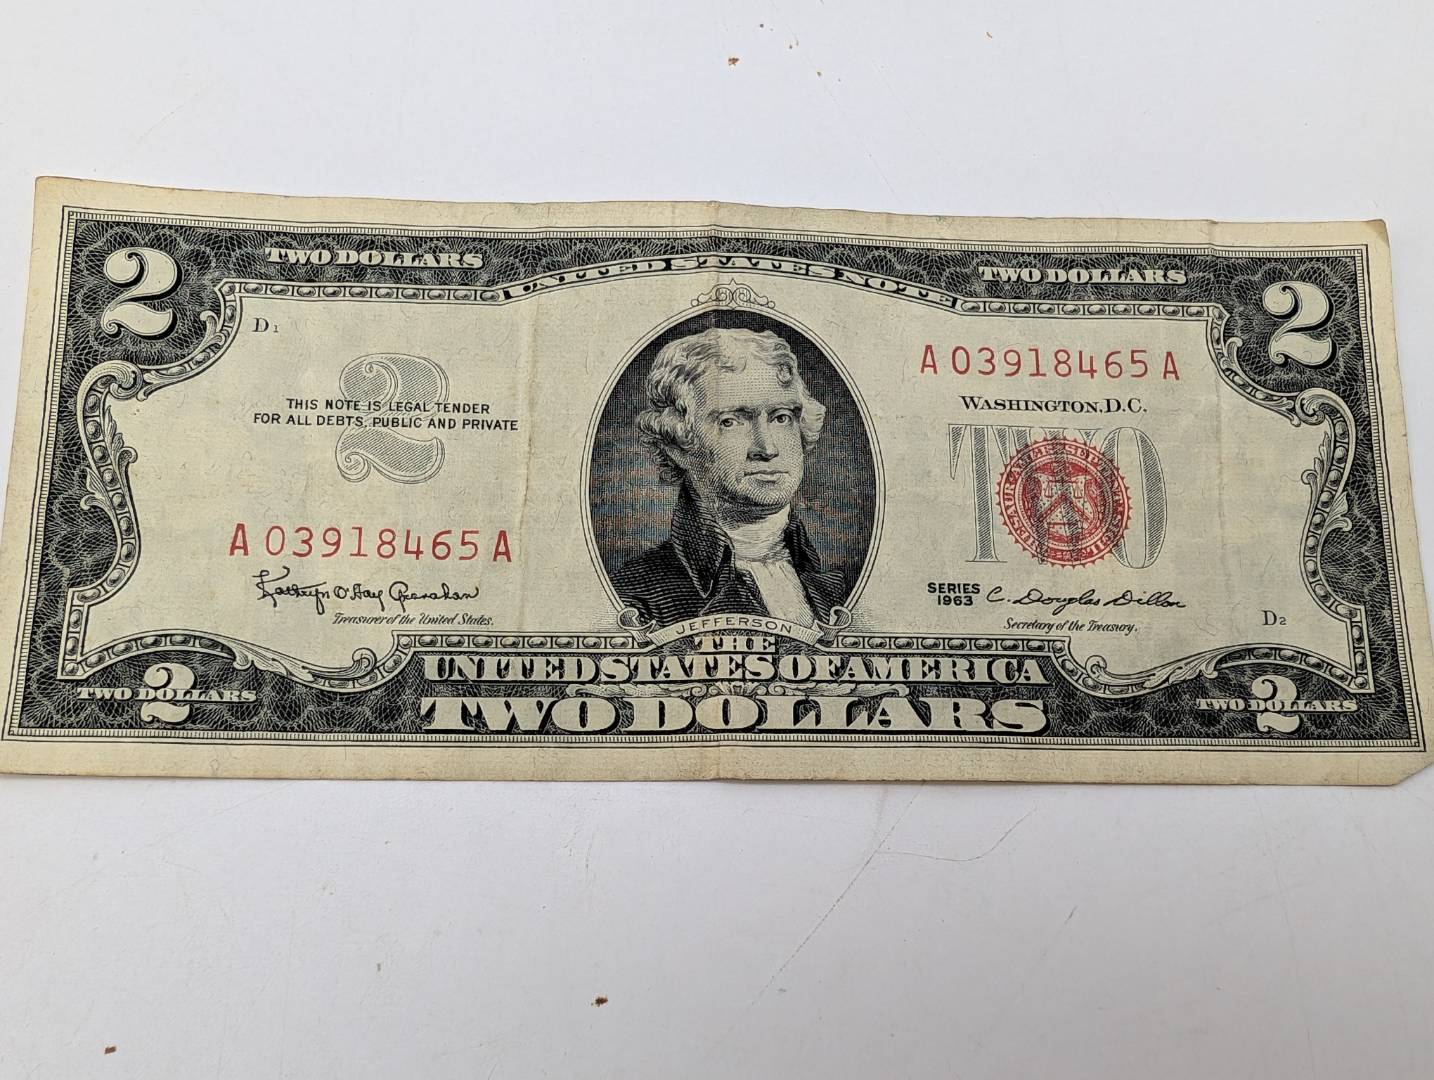 2 TWO DOLLARS UNITED STATES NOTE TWO DOLLARS 2
D1
A 03918465 A
2
THIS NOTE IS LEGAL TENDER
FOR ALL DEBTS, PUBLIC AND PRIVATE
WASHINGTON, D.C.
TWO
A 03918465 A
Kathryn O'Hay Granahan
Treasurer of the United States.
SERIES
1963
C. Douglas Dillon
Secretary of the Treasury.
D2
JEFFERSON
THE
UNITED STATES OF AMERICA
TWO DOLLARS
TWO DOLLARS
2
TWO DOLLARS
2